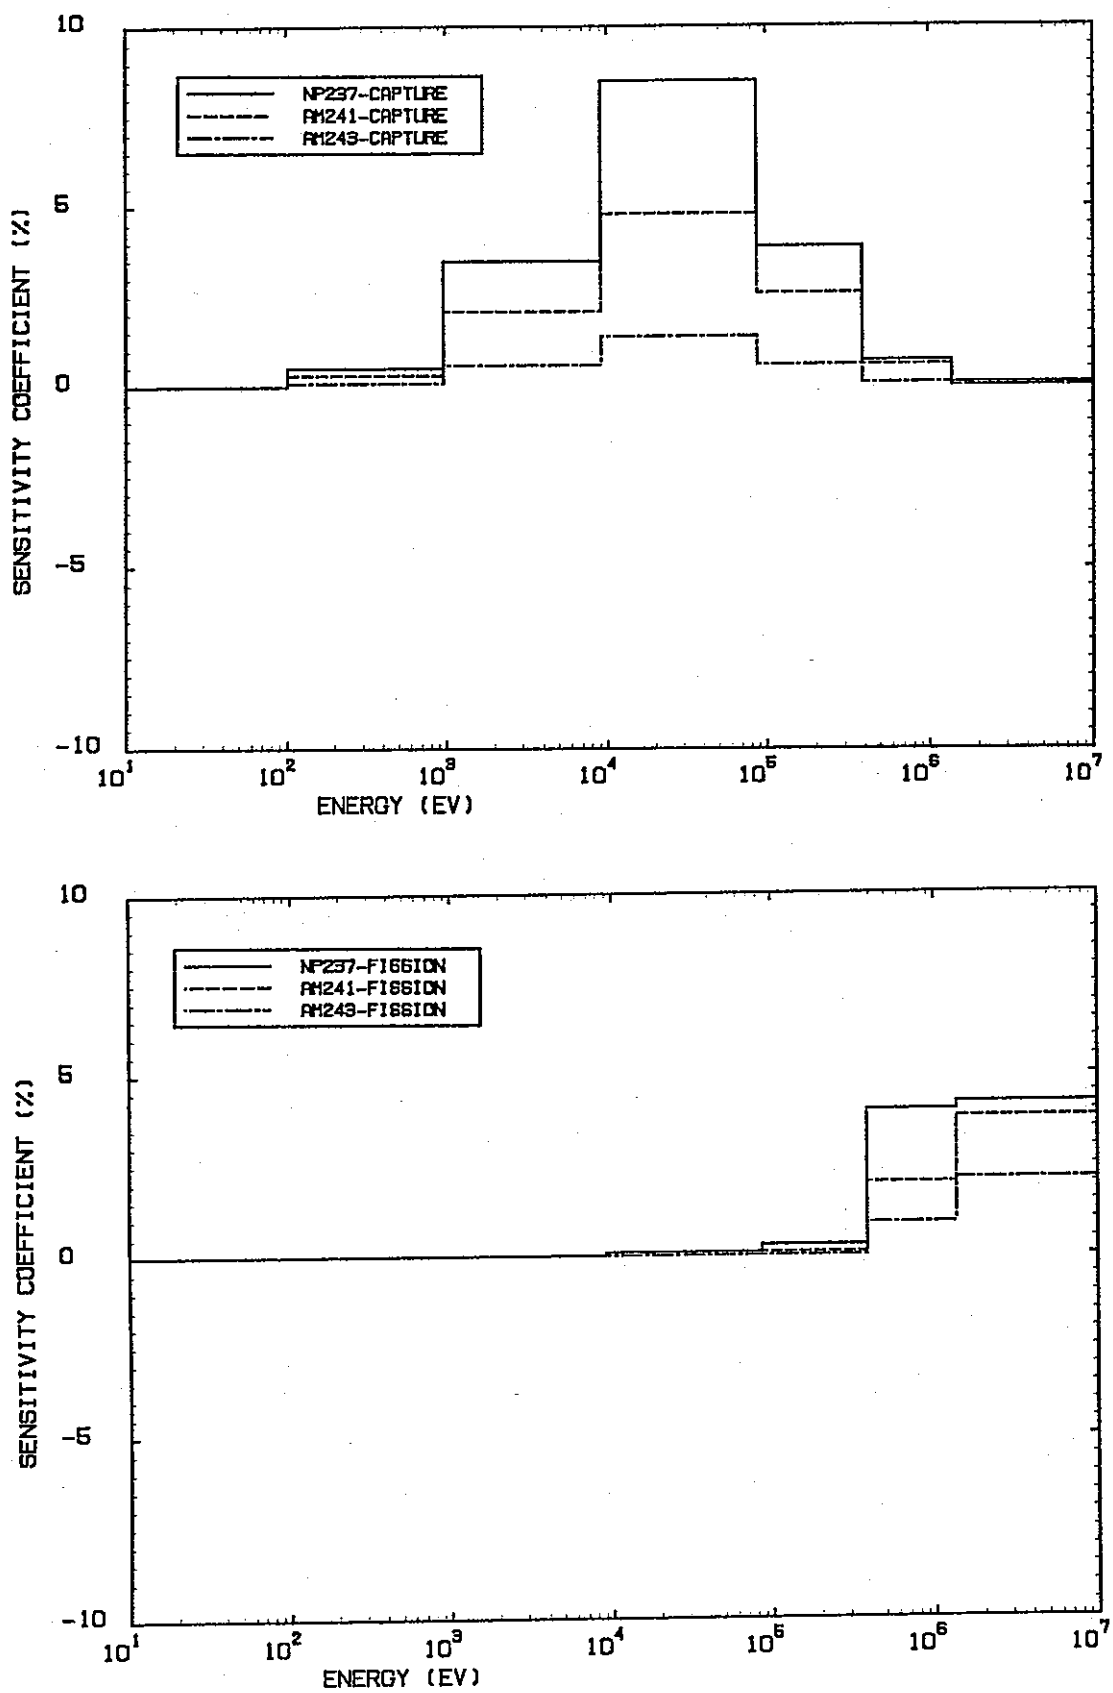 10
5
0
-5
-10
SENSITIVITY COEFFICIENT (%)
NP237-CAPTURE
AM241-CAPTURE
AM243-CAPTURE
10¹ 10² 10³ 10⁴ 10⁵ 10⁶ 10⁷
ENERGY (EV)
10
5
0
-5
-10
SENSITIVITY COEFFICIENT (%)
NP237-FISSION
AM241-FISSION
AM243-FISSION
10¹ 10² 10³ 10⁴ 10⁵ 10⁶ 10⁷
ENERGY (EV)